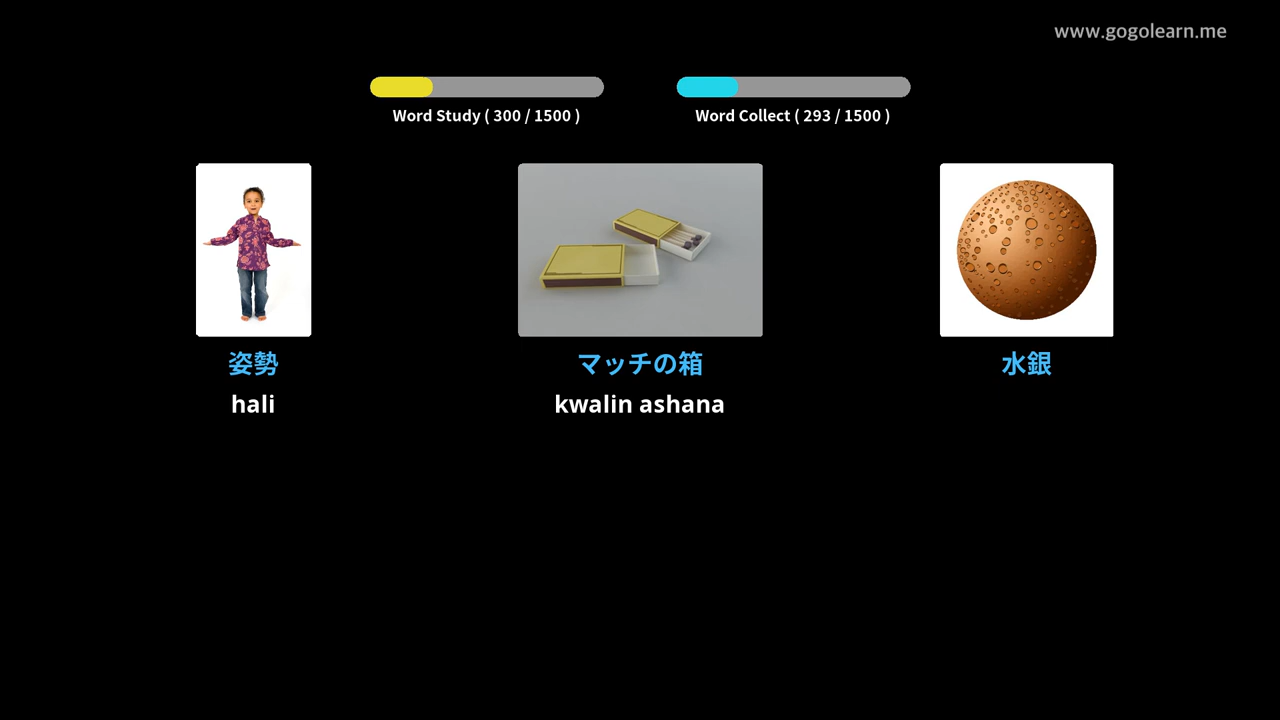 www.gogolearn.me
Word Study ( 300 / 1500 )
Word Collect ( 293 / 1500 )
姿勢
マッチの箱
水銀
hali
kwalin ashana